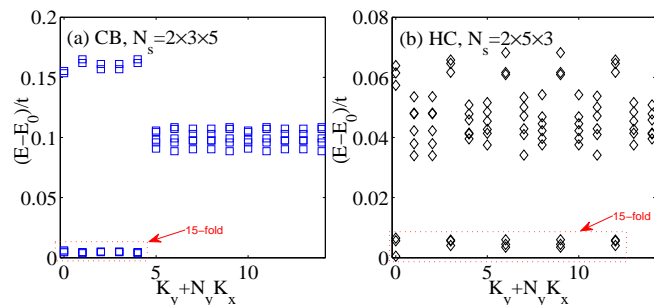 (a) CB, N_s=2×3×5
(E−E_0)/t
0.2
0.15
0.1
0.05
0
15−fold
0
5
10
K_y+N_yK_x
(b) HC, N_s=2×5×3
(E−E_0)/t
0.08
0.06
0.04
0.02
0
15−fold
0
5
10
K_y+N_yK_x